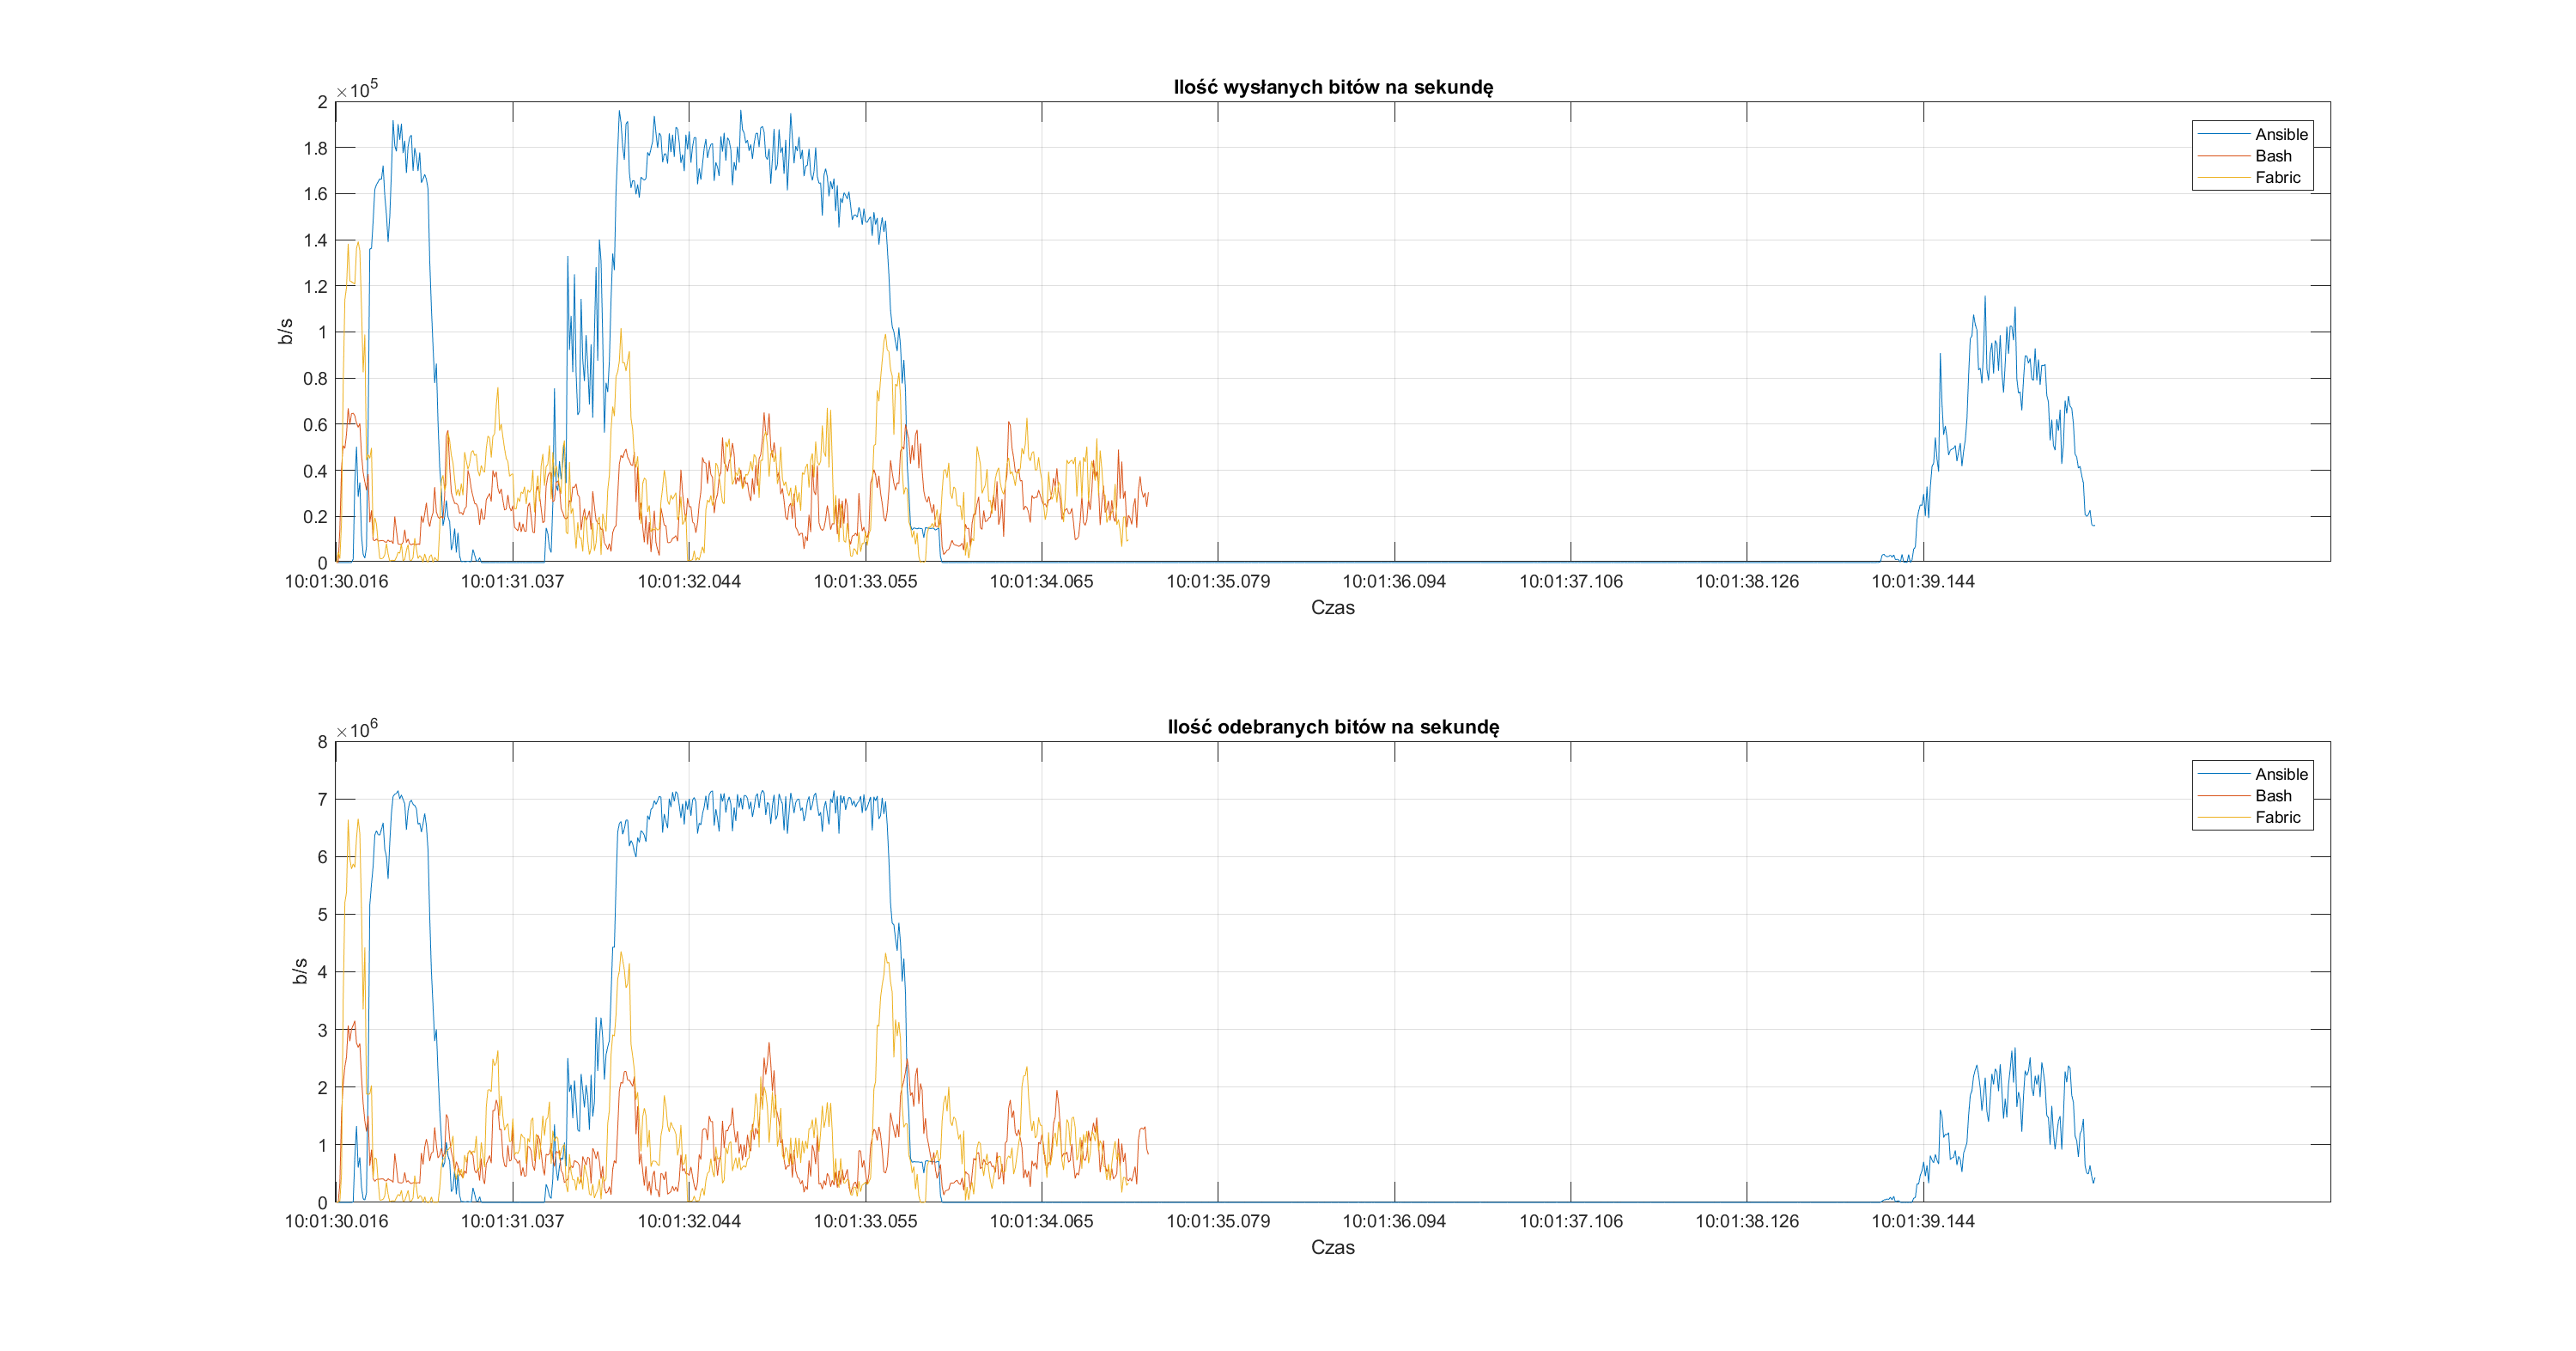 Ilość wysłanych bitów na sekundę
×10^5
2
1.8
1.6
1.4
1.2
1
0.8
0.6
0.4
0.2
0
b/s
Ansible
Bash
Fabric
10:01:30.016 10:01:31.037 10:01:32.044 10:01:33.055 10:01:34.065 10:01:35.079 10:01:36.094 10:01:37.106 10:01:38.126 10:01:39.144
Czas
Ilość odebranych bitów na sekundę
×10^6
8
7
6
5
4
3
2
1
0
b/s
Ansible
Bash
Fabric
10:01:30.016 10:01:31.037 10:01:32.044 10:01:33.055 10:01:34.065 10:01:35.079 10:01:36.094 10:01:37.106 10:01:38.126 10:01:39.144
Czas